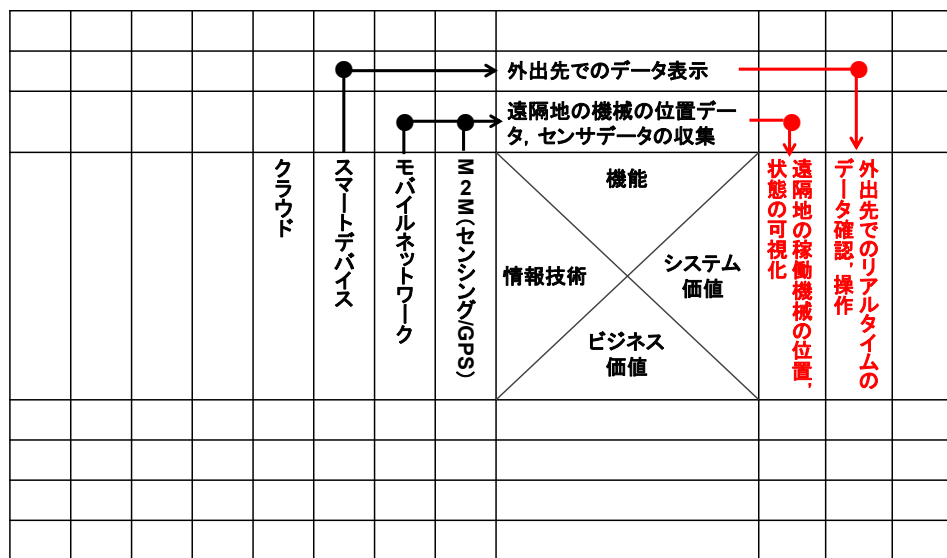 外出先でのデータ表示
遠隔地の機械の位置デー
タ，センサデータの収集
クラウド
スマートデバイス
モバイルネットワーク
M2M（センシング/GPS）
機能
情報技術
システム
価値
ビジネス
価値
遠隔地の稼働機械の位置，
状態の可視化
外出先でのリアルタイムの
データ確認，操作